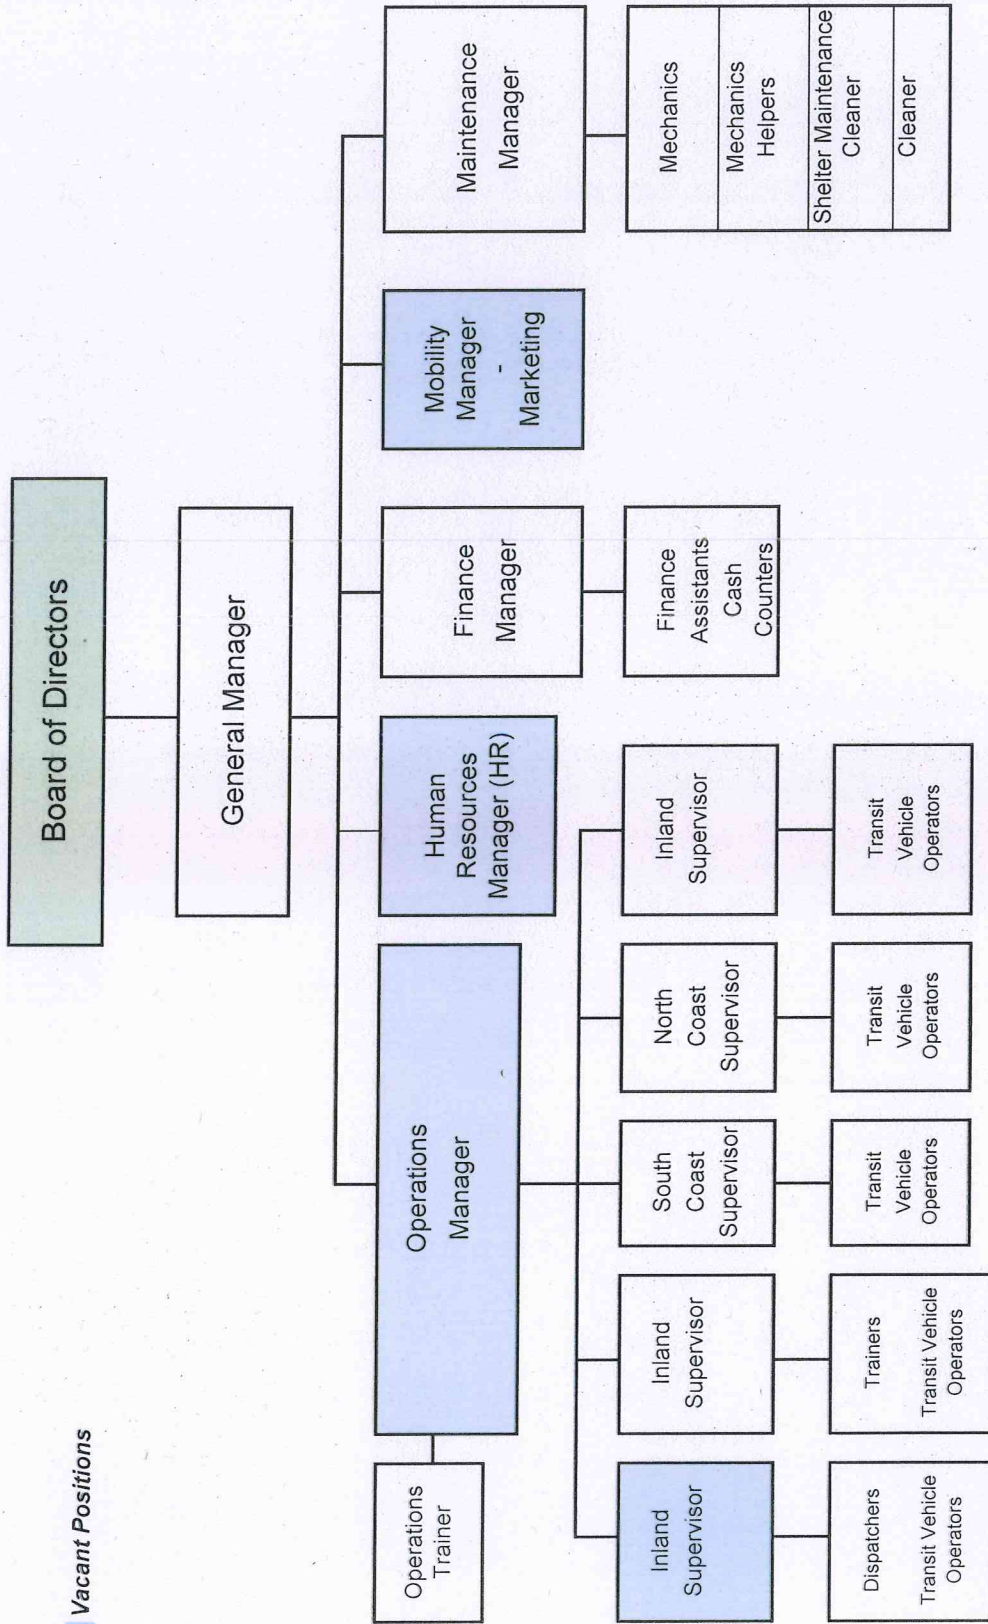 Vacant Positions
Board of Directors
General Manager
Operations
Trainer
Operations
Manager
Human
Resources
Manager (HR)
Finance
Manager
Mobility
Manager
-
Marketing
Maintenance
Manager
Inland
Supervisor
Inland
Supervisor
South
Coast
Supervisor
North
Coast
Supervisor
Inland
Supervisor
Finance
Assistants
Cash
Counters
Mechanics
Mechanics
Helpers
Shelter Maintenance
Cleaner
Cleaner
Dispatchers
Transit Vehicle
Operators
Trainers
Transit Vehicle
Operators
Transit
Vehicle
Operators
Transit
Vehicle
Operators
Transit
Vehicle
Operators